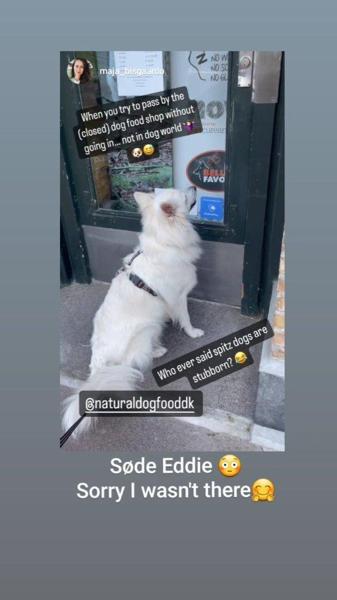 maja_bisgaard0
When you try to pass by the
(closed) dog food shop without
going in... not in dog world 🤷‍♀️
🐶😅
Who ever said spitz dogs are
stubborn? 🤣
@naturaldogfooddk
Søde Eddie 😳
Sorry I wasn't there🤗